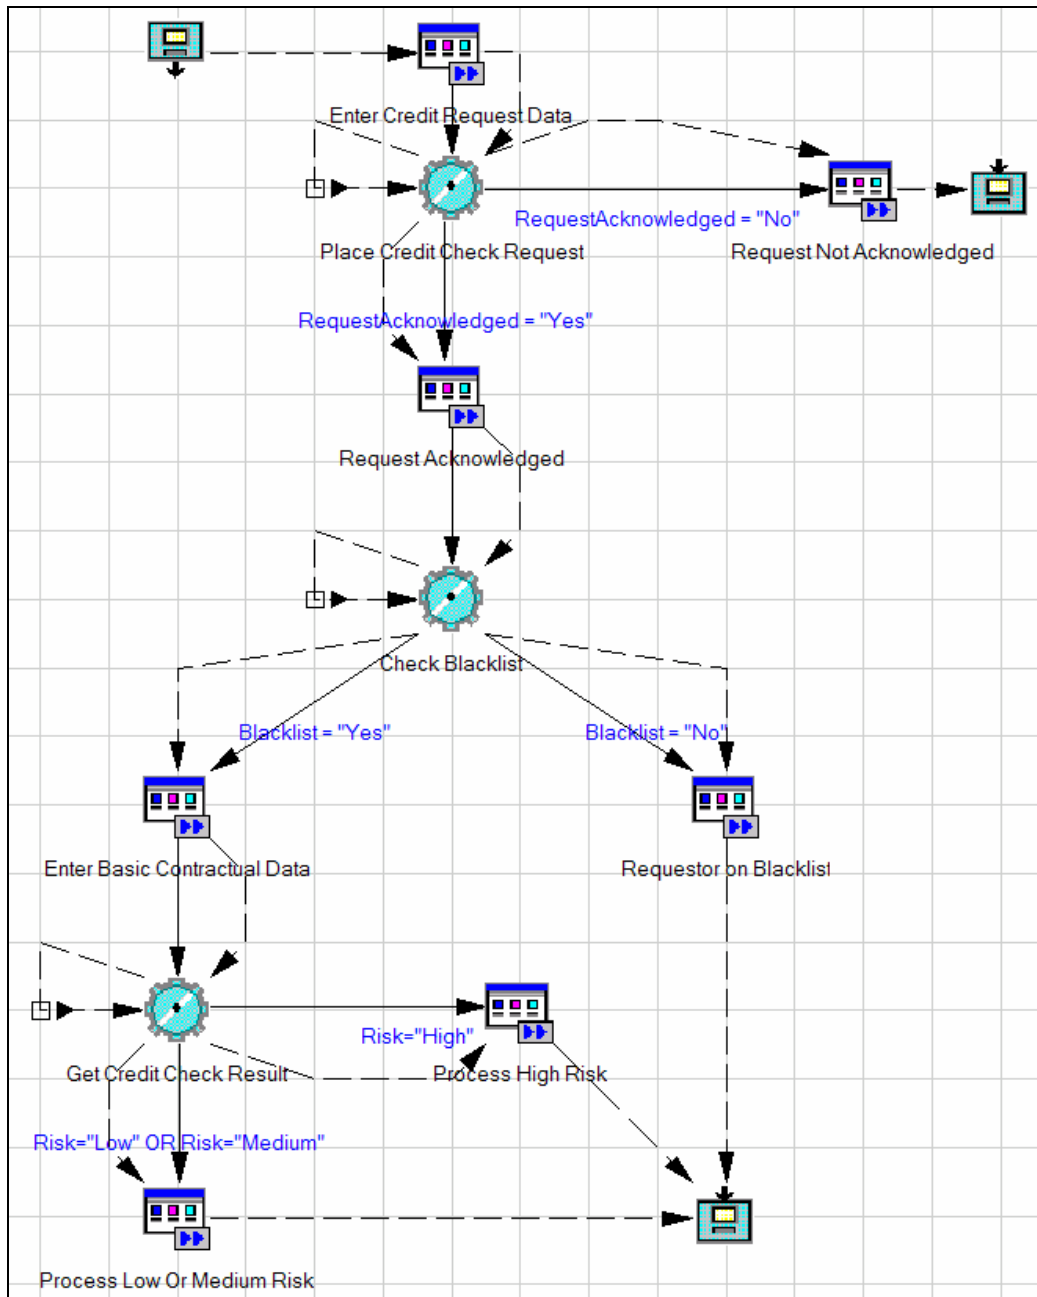 Enter Credit Request Data
RequestAcknowledged = "No"
Place Credit Check Request
Request Not Acknowledged
RequestAcknowledged = "Yes"
Request Acknowledged
Check Blacklist
Blacklist = "Yes"
Blacklist = "No"
Enter Basic Contractual Data
Requestor on Blacklist
Risk="High"
Get Credit Check Result
Process High Risk
Risk="Low" OR Risk="Medium"
Process Low Or Medium Risk